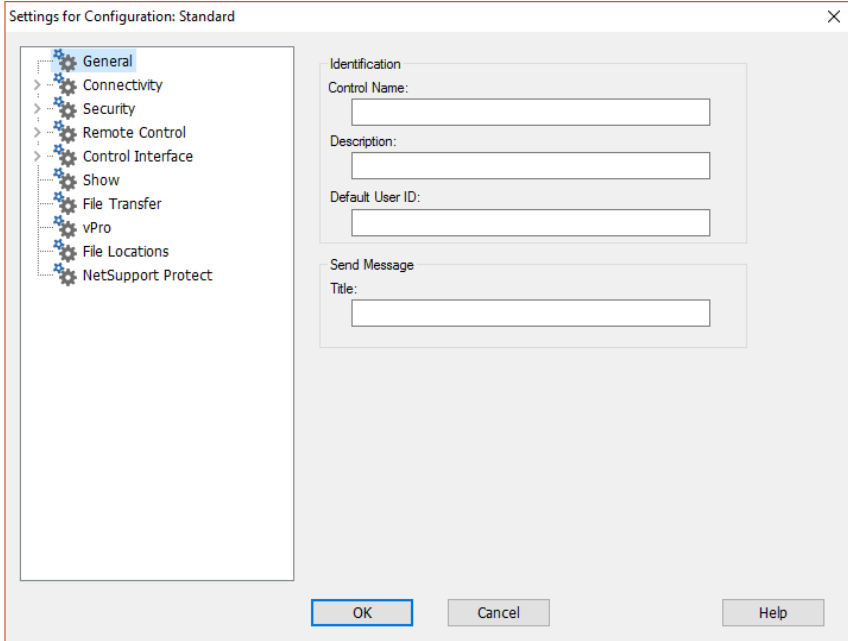 Settings for Configuration: Standard
General
Connectivity
Security
Remote Control
Control Interface
Show
File Transfer
vPro
File Locations
NetSupport Protect
Identification
Control Name:
Description:
Default User ID:
Send Message
Title:
OK
Cancel
Help